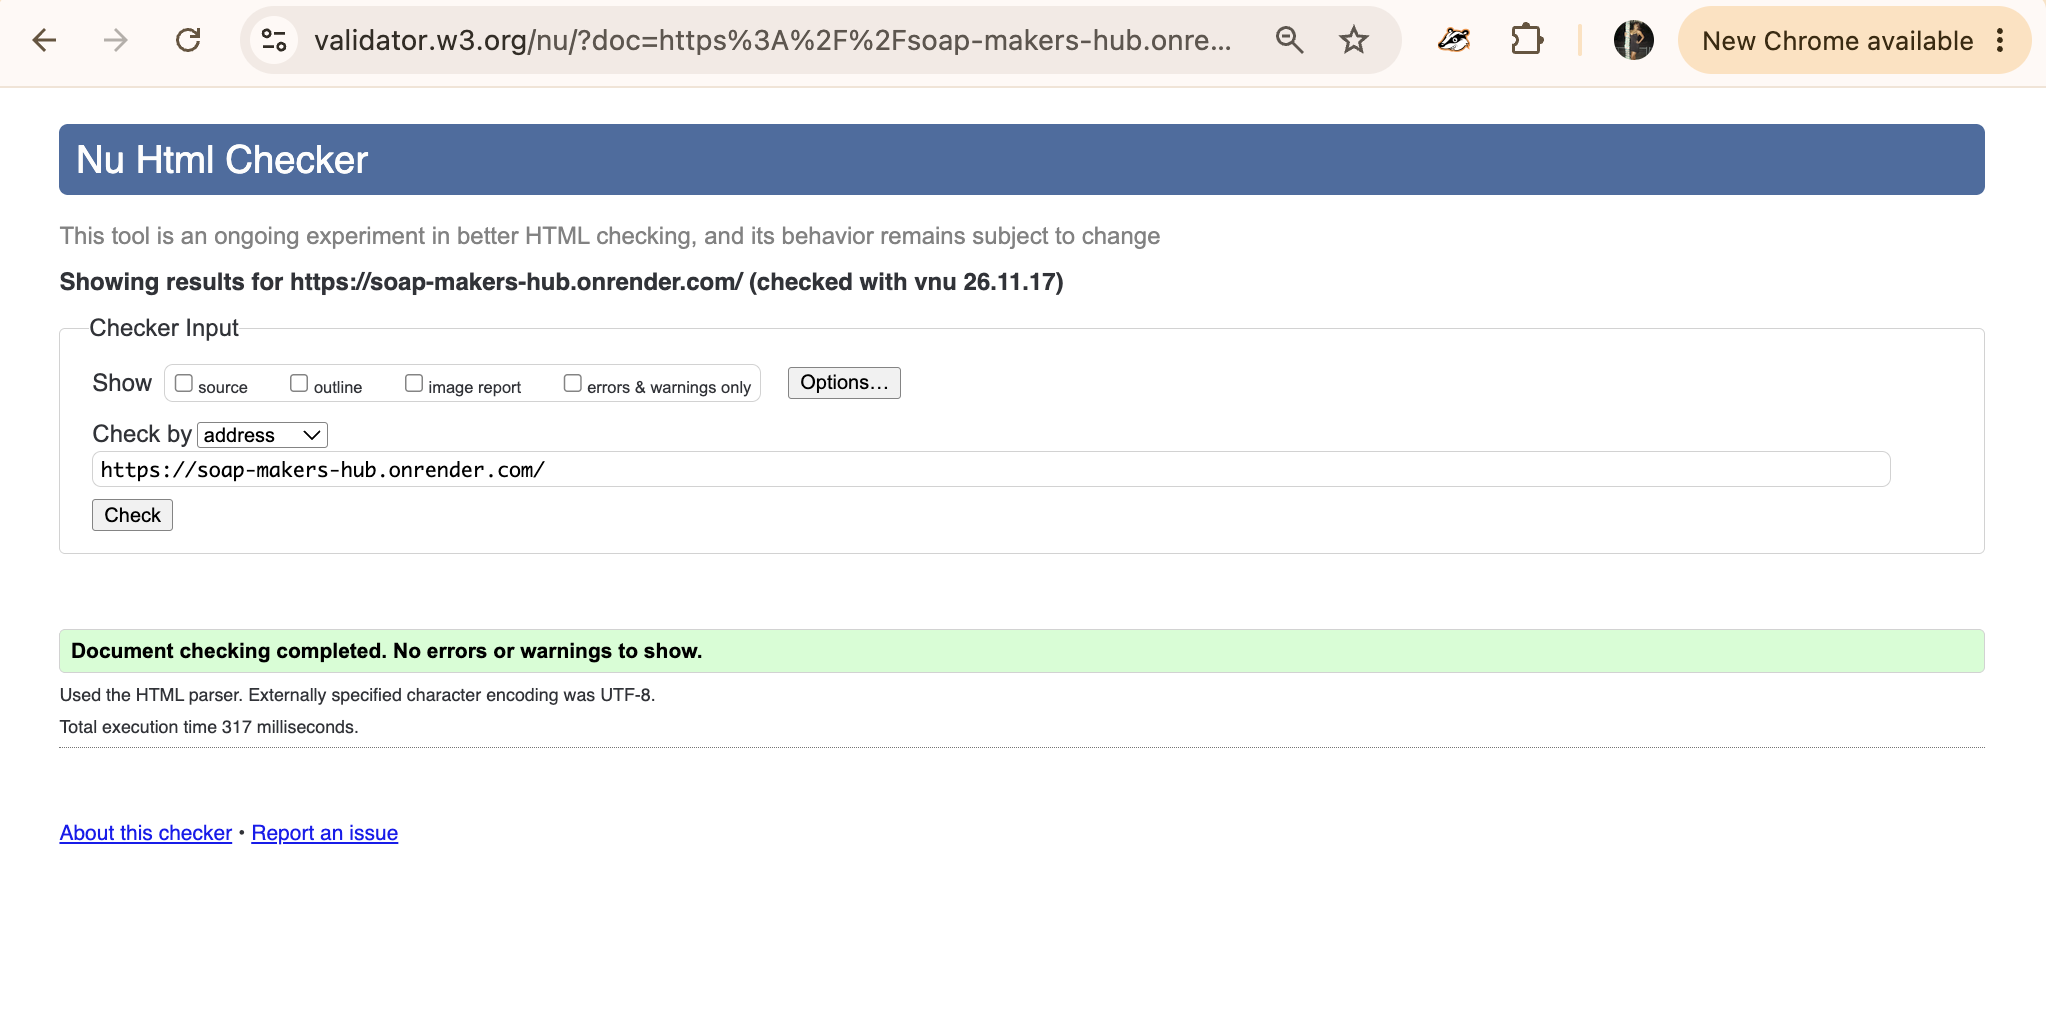 validator.w3.org/nu/?doc=https%3A%2F%2Fsoap-makers-hub.onre...
New Chrome available
Nu Html Checker
This tool is an ongoing experiment in better HTML checking, and its behavior remains subject to change
Showing results for https://soap-makers-hub.onrender.com/ (checked with vnu 26.11.17)
Checker Input
Show source outline image report errors & warnings only Options...
Check by address
https://soap-makers-hub.onrender.com/
Check
Document checking completed. No errors or warnings to show.
Used the HTML parser. Externally specified character encoding was UTF-8.
Total execution time 317 milliseconds.
About this checker • Report an issue